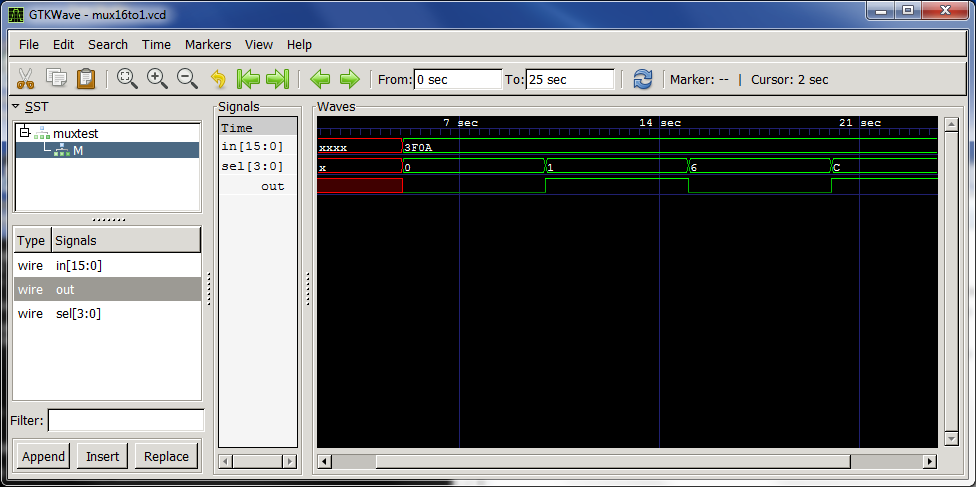 GTKWave - mux16to1.vcd
File Edit Search Time Markers View Help
From: 0 sec To: 25 sec Marker: -- | Cursor: 2 sec
SST
muxtest
M
Type Signals
wire in[15:0]
wire out
wire sel[3:0]
Filter:
Append Insert Replace
Signals
Time
in[15:0]
sel[3:0]
out
Waves
7 sec 14 sec 21 sec
xxxx 3F0A
x 0 1 6 C